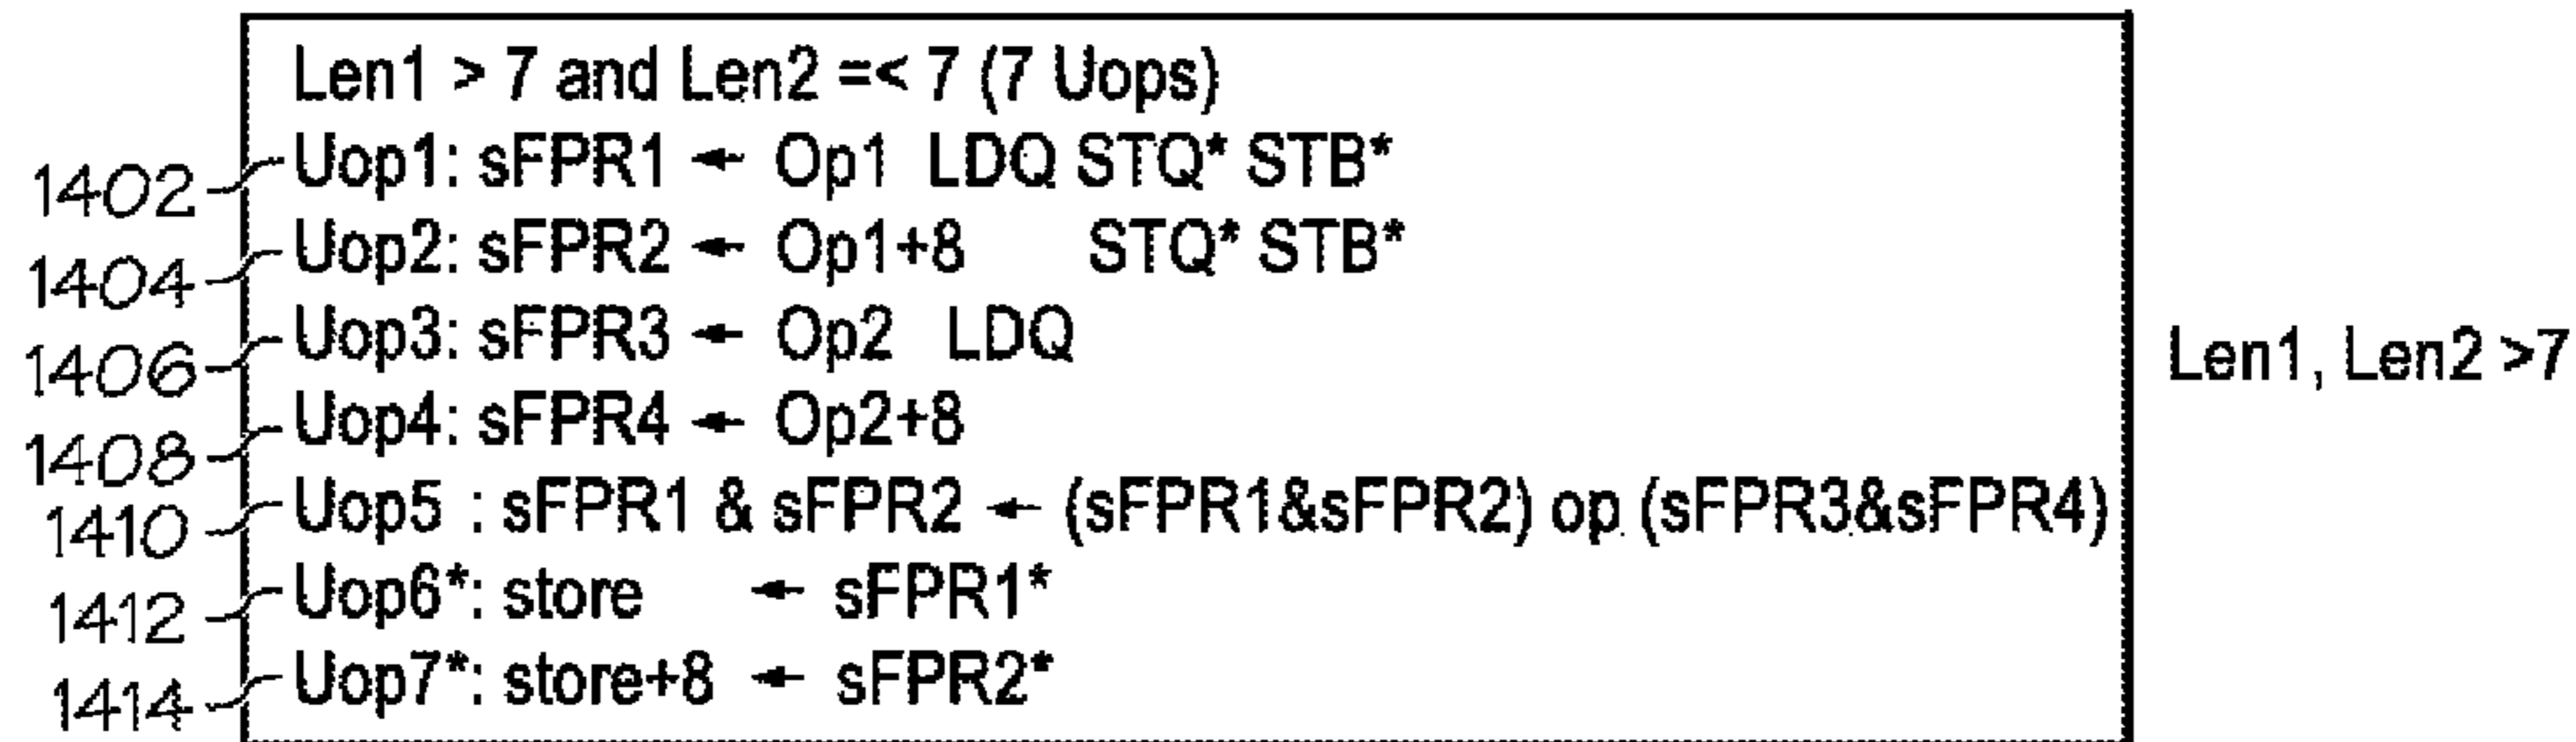 Len1 > 7 and Len2 =< 7 (7 Uops)
1402 Uop1: sFPR1 ← Op1 LDQ STQ* STB*
1404 Uop2: sFPR2 ← Op1+8 STQ* STB*
1406 Uop3: sFPR3 ← Op2 LDQ
1408 Uop4: sFPR4 ← Op2+8
1410 Uop5 : sFPR1 & sFPR2 ← (sFPR1&sFPR2) op (sFPR3&sFPR4)
1412 Uop6*: store ← sFPR1*
1414 Uop7*: store+8 ← sFPR2*
Len1, Len2 >7